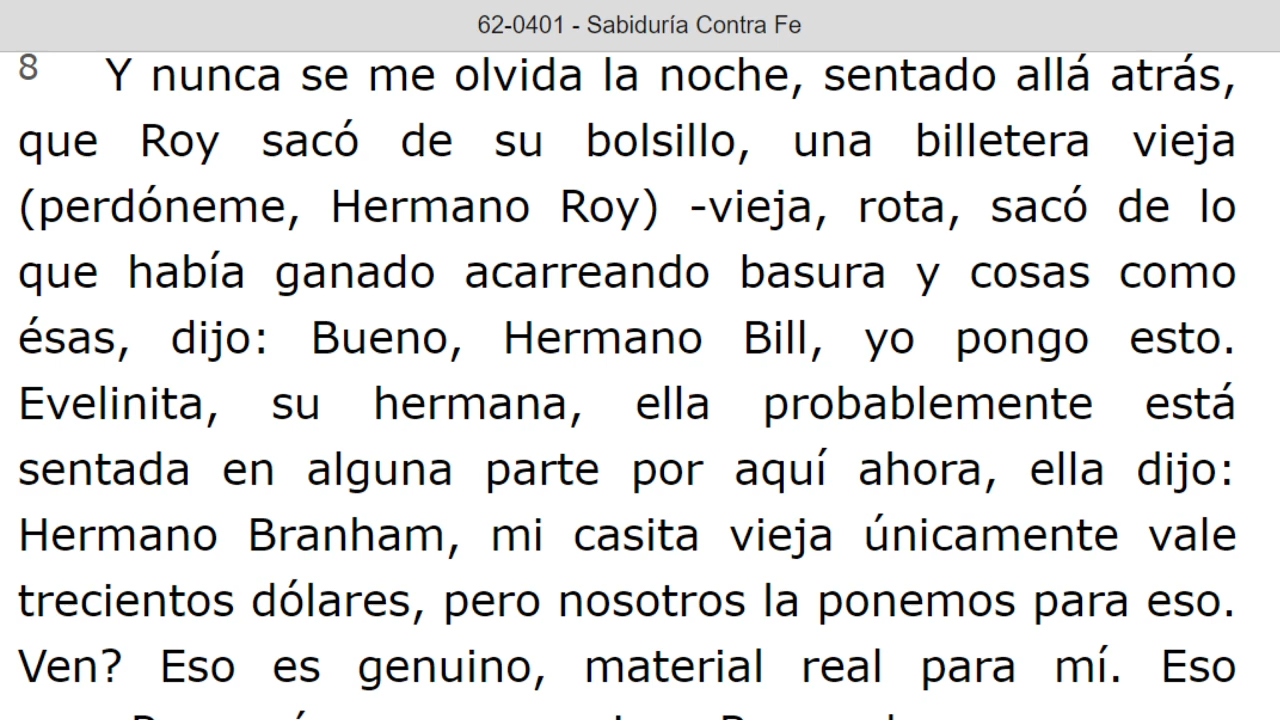 62-0401 - Sabiduría Contra Fe
8 Y nunca se me olvida la noche, sentado allá atrás,
que Roy sacó de su bolsillo, una billetera vieja
(perdóneme, Hermano Roy) -vieja, rota, sacó de lo
que había ganado acarreando basura y cosas como
ésas, dijo: Bueno, Hermano Bill, yo pongo esto.
Evelinita, su hermana, ella probablemente está
sentada en alguna parte por aquí ahora, ella dijo:
Hermano Branham, mi casita vieja únicamente vale
trecientos dólares, pero nosotros la ponemos para eso.
Ven? Eso es genuino, material real para mí. Eso